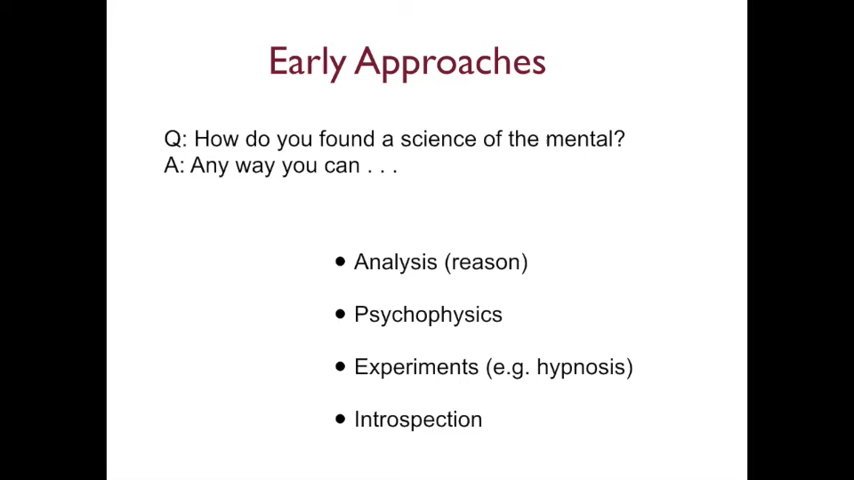 Early Approaches
Q: How do you found a science of the mental?
A: Any way you can . . .
• Analysis (reason)
• Psychophysics
• Experiments (e.g. hypnosis)
• Introspection